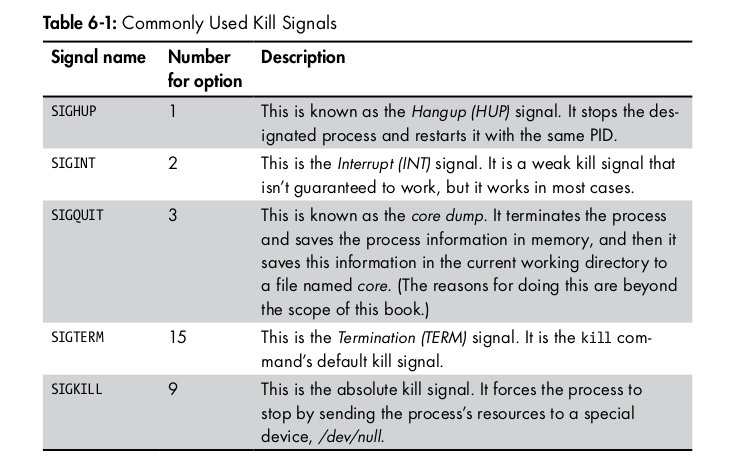 Table 6-1: Commonly Used Kill Signals
Signal name Number for option Description
SIGHUP 1 This is known as the Hangup (HUP) signal. It stops the des-
ignated process and restarts it with the same PID.
SIGINT 2 This is the Interrupt (INT) signal. It is a weak kill signal that
isn't guaranteed to work, but it works in most cases.
SIGQUIT 3 This is known as the core dump. It terminates the process
and saves the process information in memory, and then it
saves this information in the current working directory to
a file named core. (The reasons for doing this are beyond
the scope of this book.)
SIGTERM 15 This is the Termination (TERM) signal. It is the kill com-
mand's default kill signal.
SIGKILL 9 This is the absolute kill signal. It forces the process to
stop by sending the process's resources to a special
device, /dev/null.